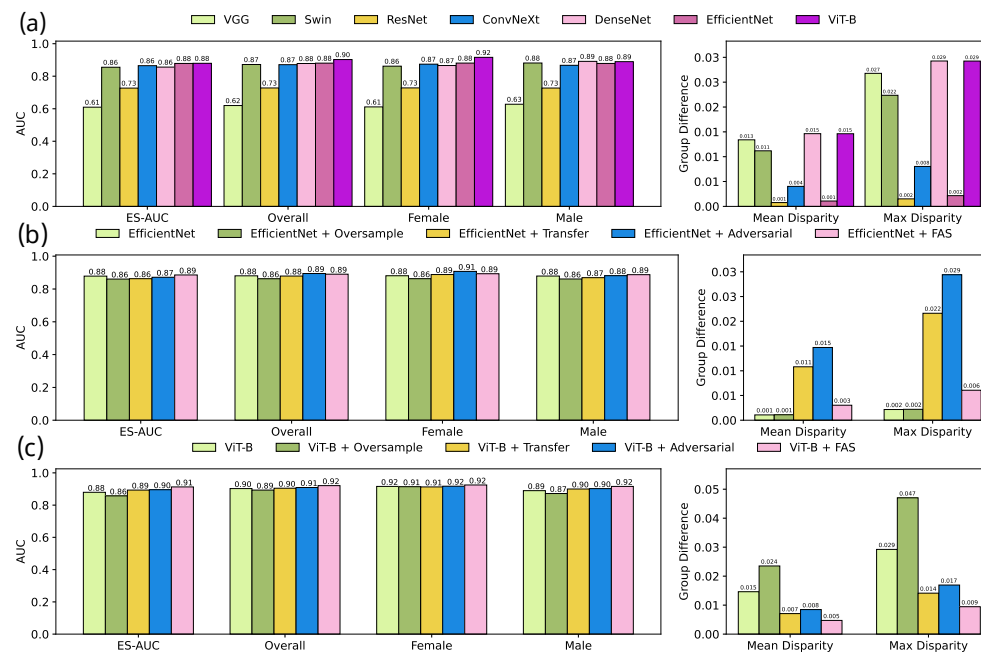 (a)
VGG Swin ResNet ConvNeXt DenseNet EfficientNet ViT-B
1.0
0.8
0.6
0.4
0.2
0.0
AUC
0.61 0.86 0.73 0.86 0.86 0.88 0.88
0.62 0.87 0.73 0.87 0.88 0.88 0.90
0.61 0.86 0.73 0.87 0.87 0.88 0.92
0.63 0.88 0.73 0.87 0.89 0.88 0.89
ES-AUC Overall Female Male
0.03
0.03
0.01
0.01
0.00
Group Difference
0.013 0.011 0.001 0.004 0.015 0.001 0.015
0.027 0.022 0.002 0.008 0.029 0.002 0.029
Mean Disparity Max Disparity
(b)
EfficientNet EfficientNet + Oversample EfficientNet + Transfer EfficientNet + Adversarial EfficientNet + FAS
1.0
0.8
0.6
0.4
0.2
0.0
AUC
0.88 0.86 0.86 0.87 0.89
0.88 0.86 0.88 0.89 0.89
0.88 0.86 0.89 0.91 0.89
0.88 0.86 0.87 0.88 0.89
ES-AUC Overall Female Male
0.03
0.03
0.01
0.01
0.00
Group Difference
0.001 0.001 0.011 0.015 0.003
0.002 0.002 0.022 0.029 0.006
Mean Disparity Max Disparity
(c)
ViT-B ViT-B + Oversample ViT-B + Transfer ViT-B + Adversarial ViT-B + FAS
1.0
0.8
0.6
0.4
0.2
0.0
AUC
0.88 0.86 0.89 0.90 0.91
0.90 0.89 0.90 0.91 0.92
0.92 0.91 0.91 0.92 0.92
0.89 0.87 0.90 0.90 0.92
ES-AUC Overall Female Male
0.05
0.03
0.02
0.01
0.00
Group Difference
0.015 0.024 0.007 0.008 0.005
0.029 0.047 0.014 0.017 0.009
Mean Disparity Max Disparity